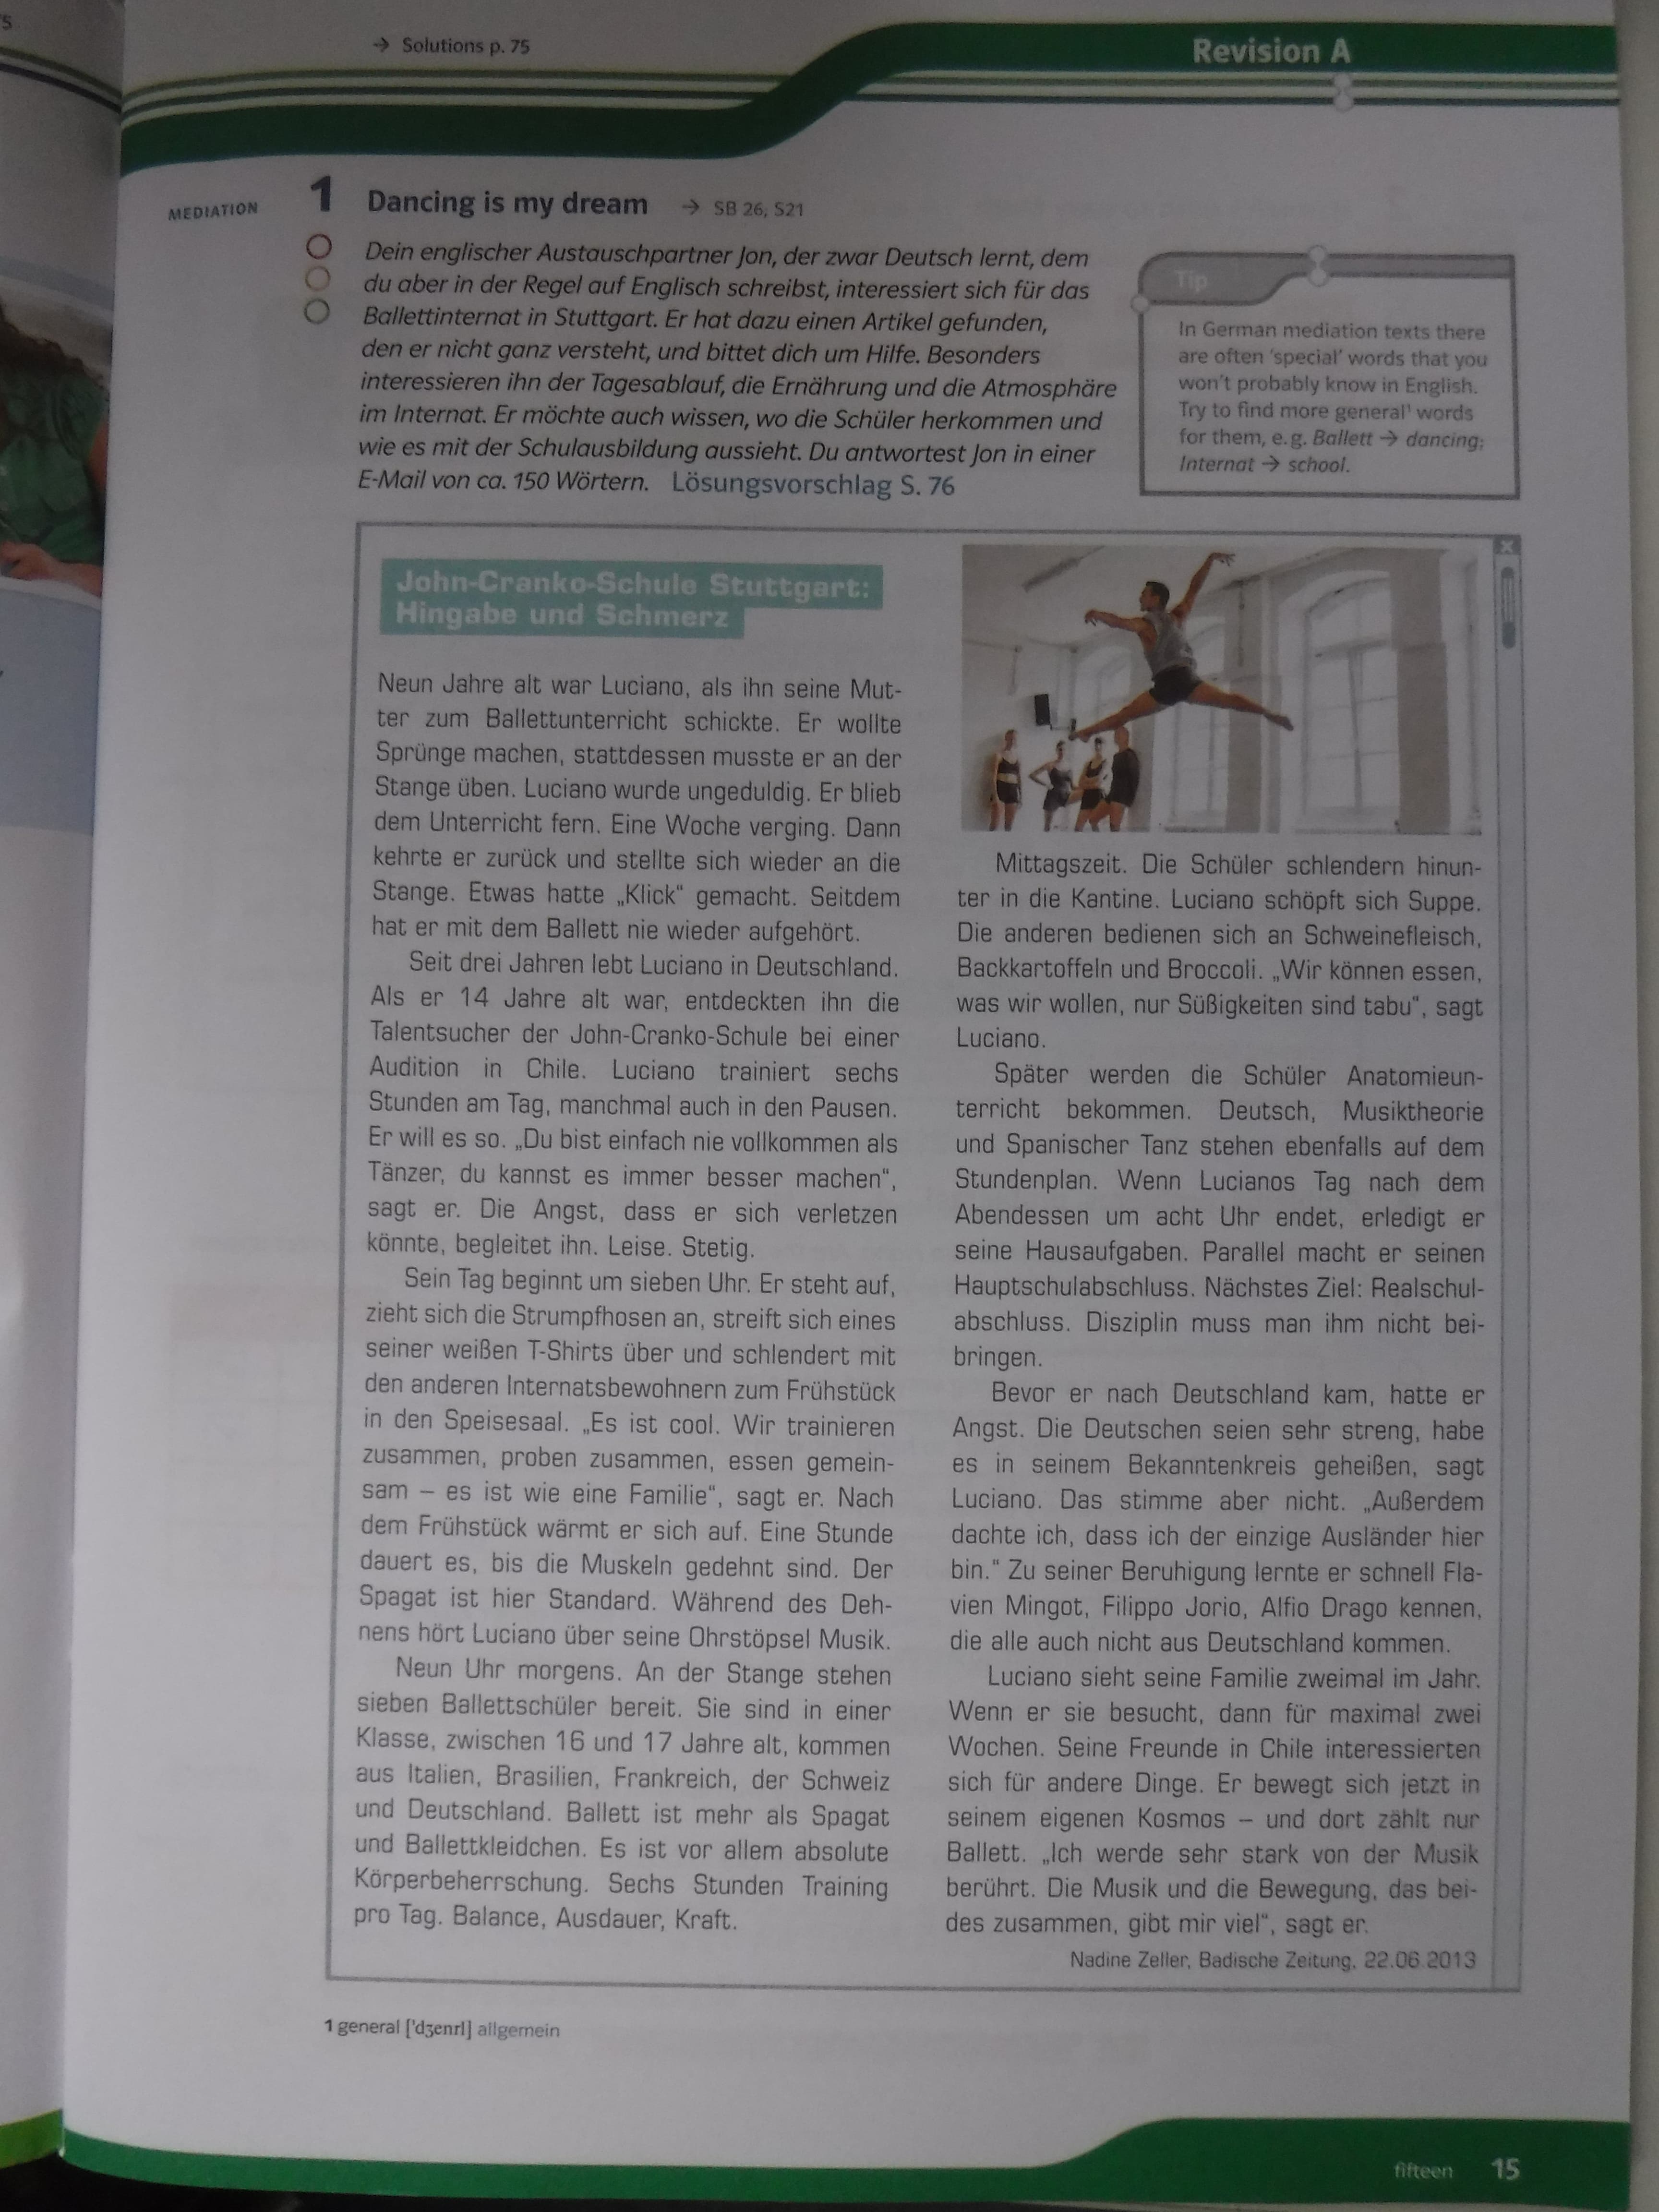 5
→ Solutions p. 75
Revision A
MEDIATION
1 Dancing is my dream → SB 26, S21
Dein englischer Austauschpartner Jon, der zwar Deutsch lernt, dem
du aber in der Regel auf Englisch schreibst, interessiert sich für das
Ballettinternat in Stuttgart. Er hat dazu einen Artikel gefunden,
den er nicht ganz versteht, und bittet dich um Hilfe. Besonders
interessieren ihn der Tagesablauf, die Ernährung und die Atmosphäre
im Internat. Er möchte auch wissen, wo die Schüler herkommen und
wie es mit der Schulausbildung aussieht. Du antwortest Jon in einer
E-Mail von ca. 150 Wörtern. Lösungsvorschlag S. 76
Tip
In German mediation texts there
are often 'special' words that you
won't probably know in English.
Try to find more general¹ words
for them, e.g. Ballett → dancing;
Internat → school.
John-Cranko-Schule Stuttgart:
Hingabe und Schmerz
Neun Jahre alt war Luciano, als ihn seine Mut-
ter zum Ballettunterricht schickte. Er wollte
Sprünge machen, stattdessen musste er an der
Stange üben. Luciano wurde ungeduldig. Er blieb
dem Unterricht fern. Eine Woche verging. Dann
kehrte er zurück und stellte sich wieder an die
Stange. Etwas hatte „Klick" gemacht. Seitdem
hat er mit dem Ballett nie wieder aufgehört.
Seit drei Jahren lebt Luciano in Deutschland.
Als er 14 Jahre alt war, entdeckten ihn die
Talentsucher der John-Cranko-Schule bei einer
Audition in Chile. Luciano trainiert sechs
Stunden am Tag, manchmal auch in den Pausen.
Er will es so. „Du bist einfach nie vollkommen als
Tänzer, du kannst es immer besser machen",
sagt er. Die Angst, dass er sich verletzen
könnte, begleitet ihn. Leise. Stetig.
Sein Tag beginnt um sieben Uhr. Er steht auf,
zieht sich die Strumpfhosen an, streift sich eines
seiner weißen T-Shirts über und schlendert mit
den anderen Internatsbewohnern zum Frühstück
in den Speisesaal. „Es ist cool. Wir trainieren
zusammen, proben zusammen, essen gemein-
sam – es ist wie eine Familie", sagt er. Nach
dem Frühstück wärmt er sich auf. Eine Stunde
dauert es, bis die Muskeln gedehnt sind. Der
Spagat ist hier Standard. Während des Deh-
nens hört Luciano über seine Ohrstöpsel Musik.
Neun Uhr morgens. An der Stange stehen
sieben Ballettschüler bereit. Sie sind in einer
Klasse, zwischen 16 und 17 Jahre alt, kommen
aus Italien, Brasilien, Frankreich, der Schweiz
und Deutschland. Ballett ist mehr als Spagat
und Ballettkleidchen. Es ist vor allem absolute
Körperbeherrschung. Sechs Stunden Training
pro Tag. Balance, Ausdauer, Kraft.
Mittagszeit. Die Schüler schlendern hinun-
ter in die Kantine. Luciano schöpft sich Suppe.
Die anderen bedienen sich an Schweinefleisch,
Backkartoffeln und Broccoli. „Wir können essen,
was wir wollen, nur Süßigkeiten sind tabu", sagt
Luciano.
Später werden die Schüler Anatomieun-
terricht bekommen. Deutsch, Musiktheorie
und Spanischer Tanz stehen ebenfalls auf dem
Stundenplan. Wenn Lucianos Tag nach dem
Abendessen um acht Uhr endet, erledigt er
seine Hausaufgaben. Parallel macht er seinen
Hauptschulabschluss. Nächstes Ziel: Realschul-
abschluss. Disziplin muss man ihm nicht bei-
bringen.
Bevor er nach Deutschland kam, hatte er
Angst. Die Deutschen seien sehr streng, habe
es in seinem Bekanntenkreis geheißen, sagt
Luciano. Das stimme aber nicht. „Außerdem
dachte ich, dass ich der einzige Ausländer hier
bin." Zu seiner Beruhigung lernte er schnell Fla-
vien Mingot, Filippo Jorio, Alfio Drago kennen,
die alle auch nicht aus Deutschland kommen.
Luciano sieht seine Familie zweimal im Jahr.
Wenn er sie besucht, dann für maximal zwei
Wochen. Seine Freunde in Chile interessierten
sich für andere Dinge. Er bewegt sich jetzt in
seinem eigenen Kosmos – und dort zählt nur
Ballett. „Ich werde sehr stark von der Musik
berührt. Die Musik und die Bewegung, das bei-
des zusammen, gibt mir viel", sagt er.
Nadine Zeller, Badische Zeitung, 22.06.2013
1 general ['dʒenrl] allgemein
fifteen 15